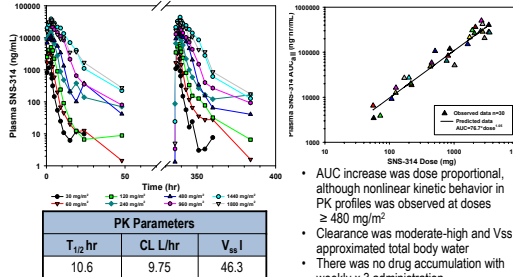 Plasma SNS-314 (ng/mL)
100000
10000
1000
100
10
1
0
50
350
400
Time (hr)
30 mg/m²
120 mg/m²
480 mg/m²
1440 mg/m²
60 mg/m²
240 mg/m²
960 mg/m²
1800 mg/m²
PK Parameters
T1/2 hr
CL L/hr
Vss l
10.6
9.75
46.3
Plasma SNS-314
1000000
100000
10000
1000
10
100
1000
Observed data n=30
Predicted data
SNS-314 Dose (mg)
• AUC increase was dose proportional,
although nonlinear kinetic behavior in
PK profiles was observed at doses
≥ 480 mg/m²
• Clearance was moderate-high and Vss
approximated total body water
• There was no drug accumulation with
weekly x 3 administration